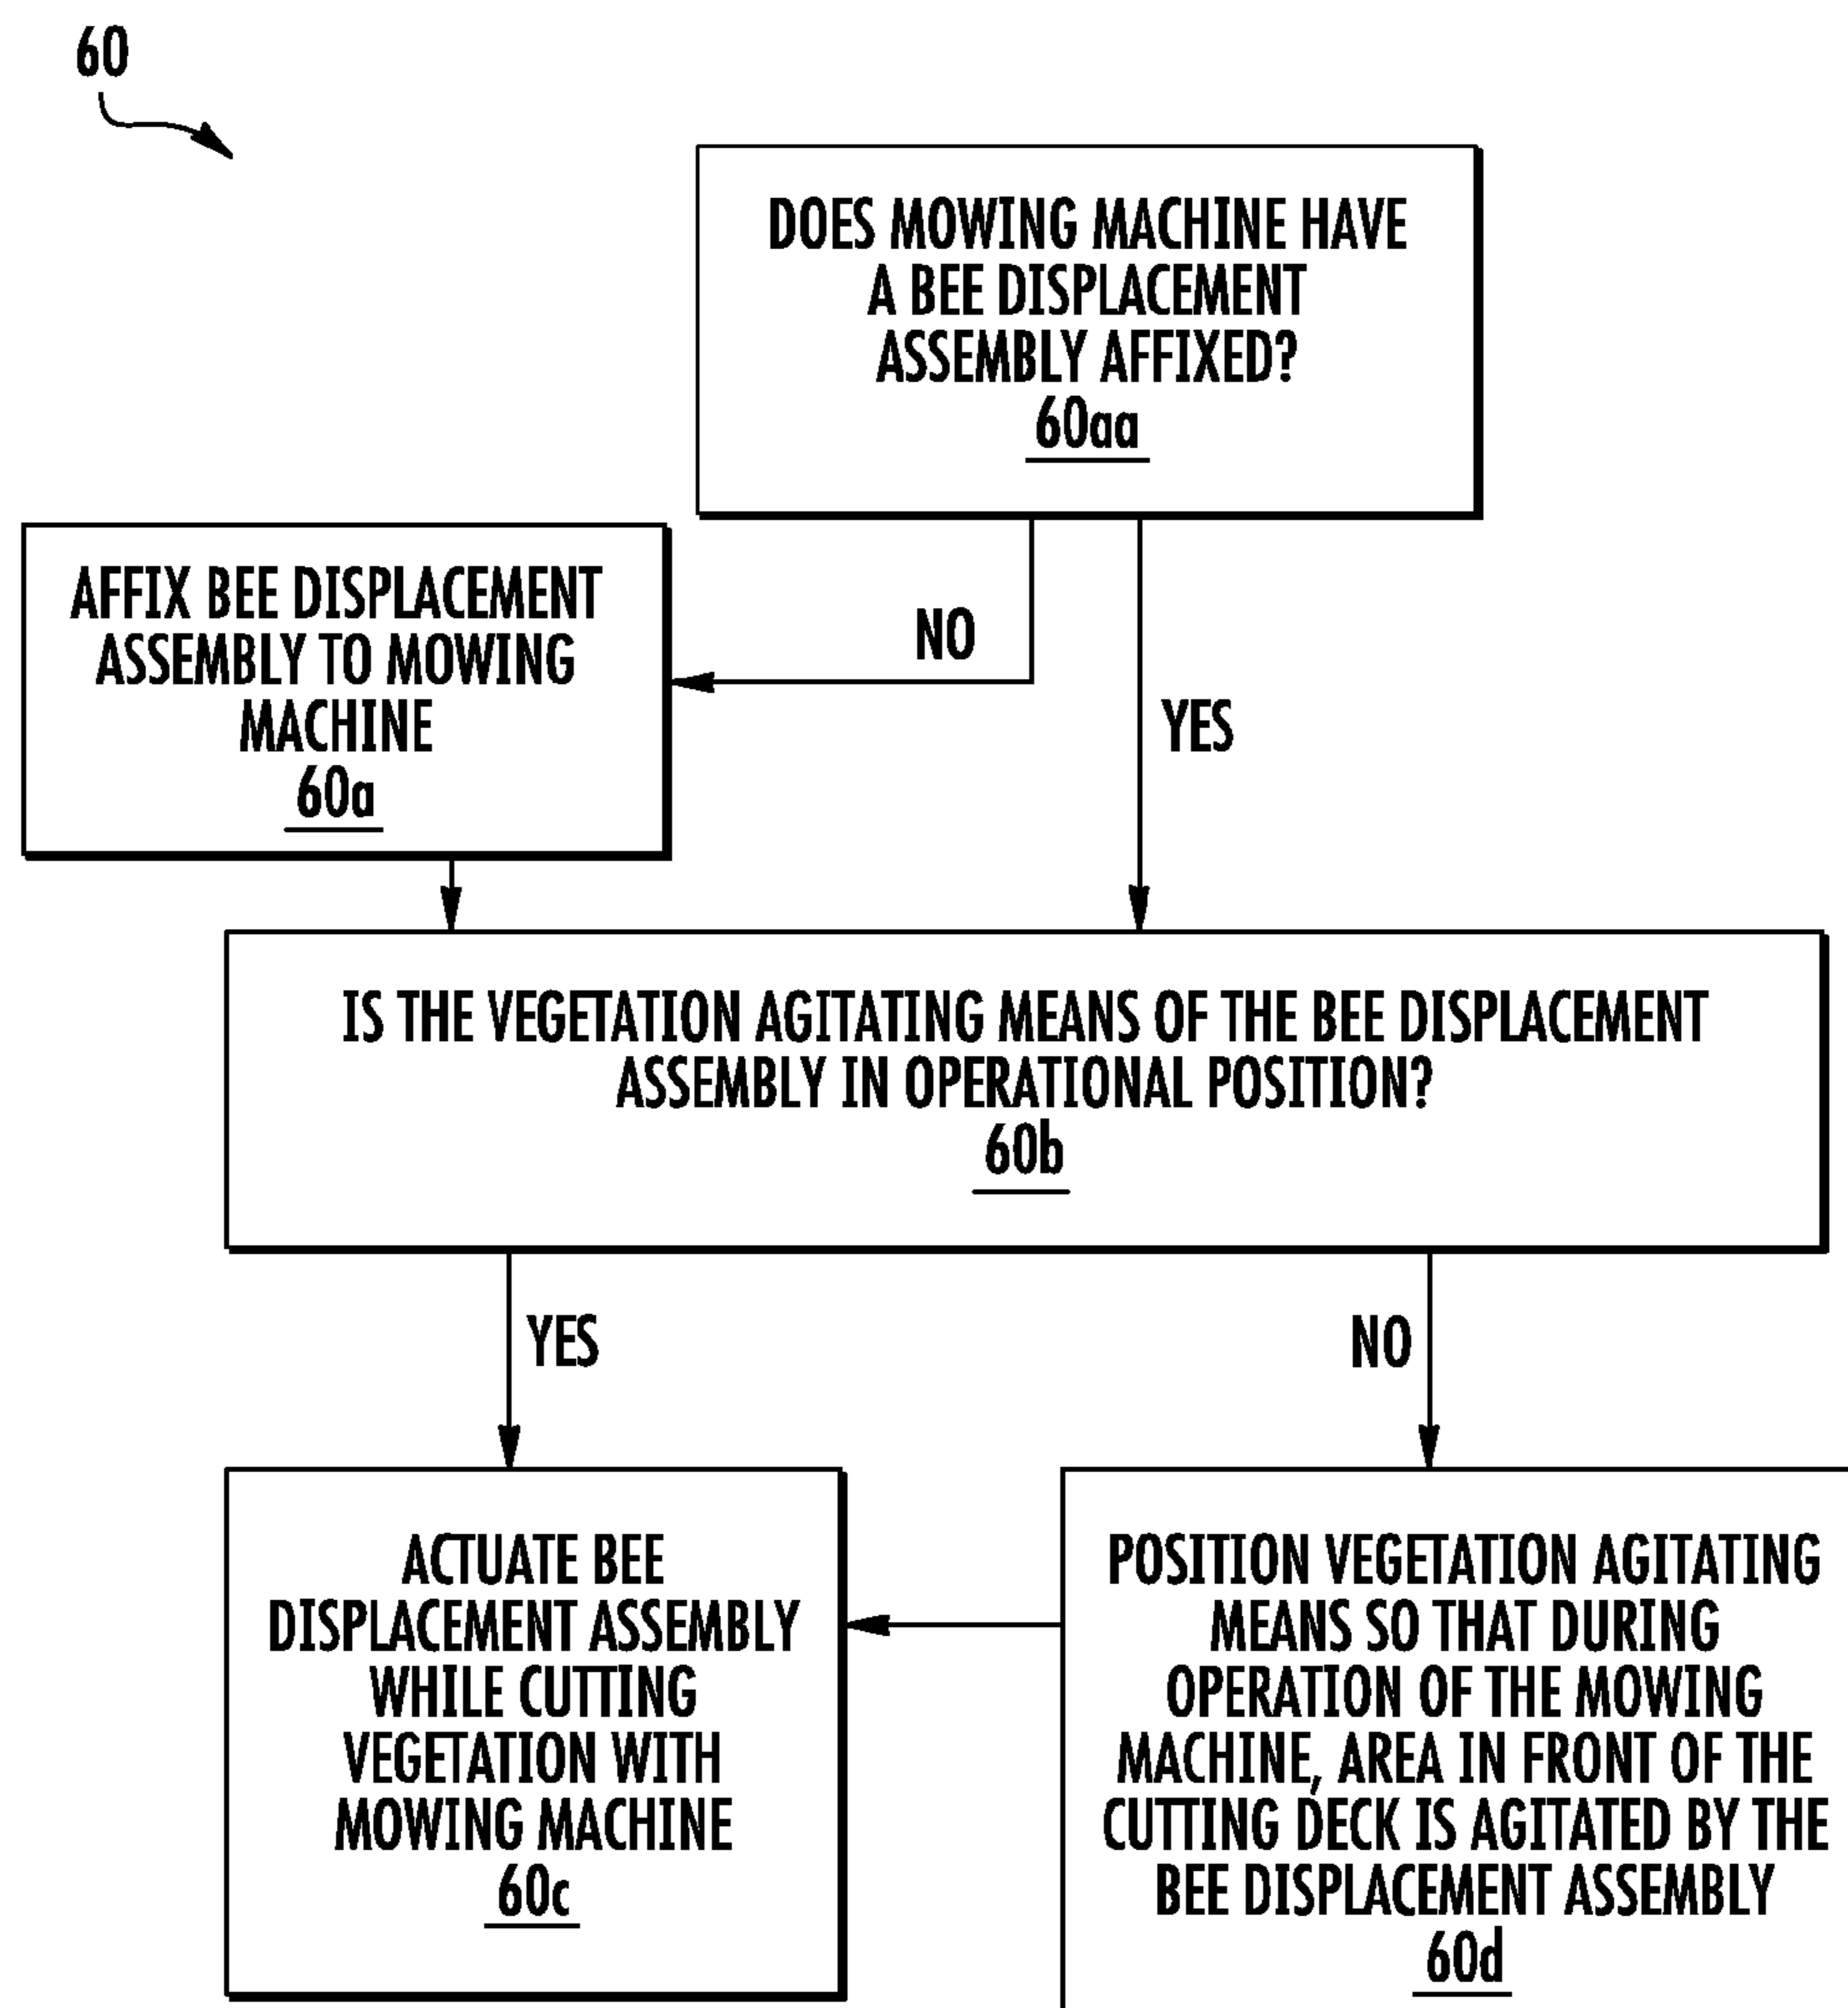 60
DOES MOWING MACHINE HAVE
A BEE DISPLACEMENT
ASSEMBLY AFFIXED?
60aa
AFFIX BEE DISPLACEMENT
ASSEMBLY TO MOWING
MACHINE
60a
NO
YES
IS THE VEGETATION AGITATING MEANS OF THE BEE DISPLACEMENT
ASSEMBLY IN OPERATIONAL POSITION?
60b
YES
NO
ACTUATE BEE
DISPLACEMENT ASSEMBLY
WHILE CUTTING
VEGETATION WITH
MOWING MACHINE
60c
POSITION VEGETATION AGITATING
MEANS SO THAT DURING
OPERATION OF THE MOWING
MACHINE, AREA IN FRONT OF THE
CUTTING DECK IS AGITATED BY THE
BEE DISPLACEMENT ASSEMBLY
60d